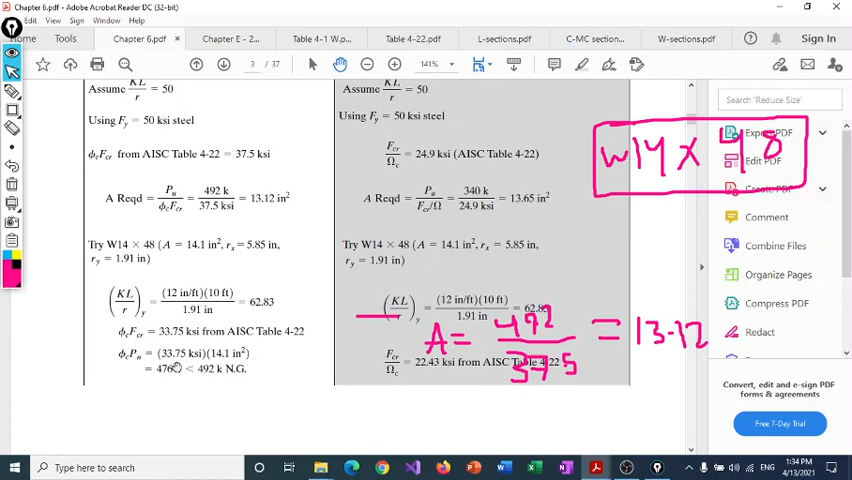 Chapter 6.pdf - Adobe Acrobat Reader DC (32-bit)
Edit View Sign Window Help
Home Tools Chapter 6.pdf × Chapter E - 2... Table 4-1 W.p... Table 4-22.pdf L-sections.pdf C-MC section... W-sections.pdf Sign In
3 / 37 141%
Assume KL/r = 50
Using Fy = 50 ksi steel
ϕcFcr from AISC Table 4-22 = 37.5 ksi
A Reqd = Pu/ϕcFcr = 492 k/37.5 ksi = 13.12 in²
Try W14 × 48 (A = 14.1 in², rx = 5.85 in,
ry = 1.91 in)
(KL/r)y = (12 in/ft)(10 ft)/1.91 in = 62.83
ϕcFcr = 33.75 ksi from AISC Table 4-22
ϕcPn = (33.75 ksi)(14.1 in²)
= 476 < 492 k N.G.
Assume KL/r = 50
Using Fy = 50 ksi steel
Fcr/Ωc = 24.9 ksi (AISC Table 4-22)
A Reqd = Pa/Fcr/Ω = 340 k/24.9 ksi = 13.65 in²
Try W14 × 48 (A = 14.1 in², rx = 5.85 in,
ry = 1.91 in)
(KL/r)y = (12 in/ft)(10 ft)/1.91 in = 62.83
Fcr/Ωc = 22.43 ksi from AISC Table 4-22
W14 x 48
A = 492/37.5 = 13.12
Search 'Reduce Size'
Export PDF
Edit PDF
Create PDF
Comment
Combine Files
Organize Pages
Compress PDF
Redact
Convert, edit and e-sign PDF
forms & agreements
Free 7-Day Trial
Type here to search
ENG
1:34 PM
4/13/2021